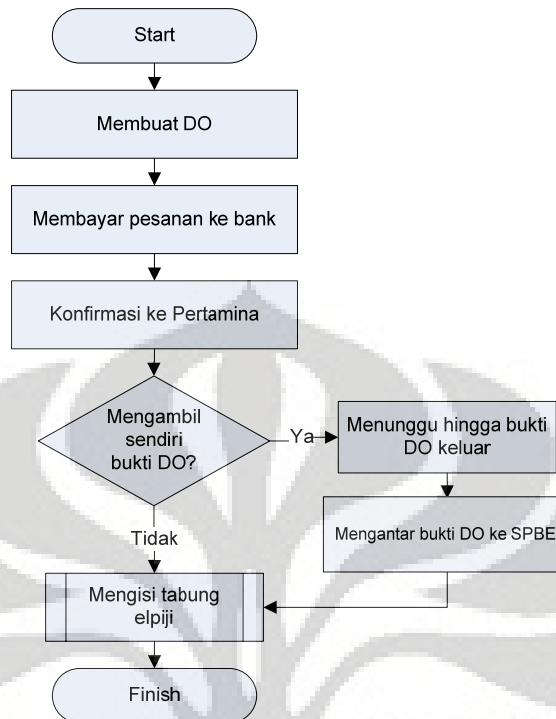 Start
Membuat DO
Membayar pesanan ke bank
Konfirmasi ke Pertamina
Mengambil
sendiri
bukti DO?
Ya
Menunggu hingga bukti
DO keluar
Mengantar bukti DO ke SPBE
Tidak
Mengisi tabung
elpiji
Finish